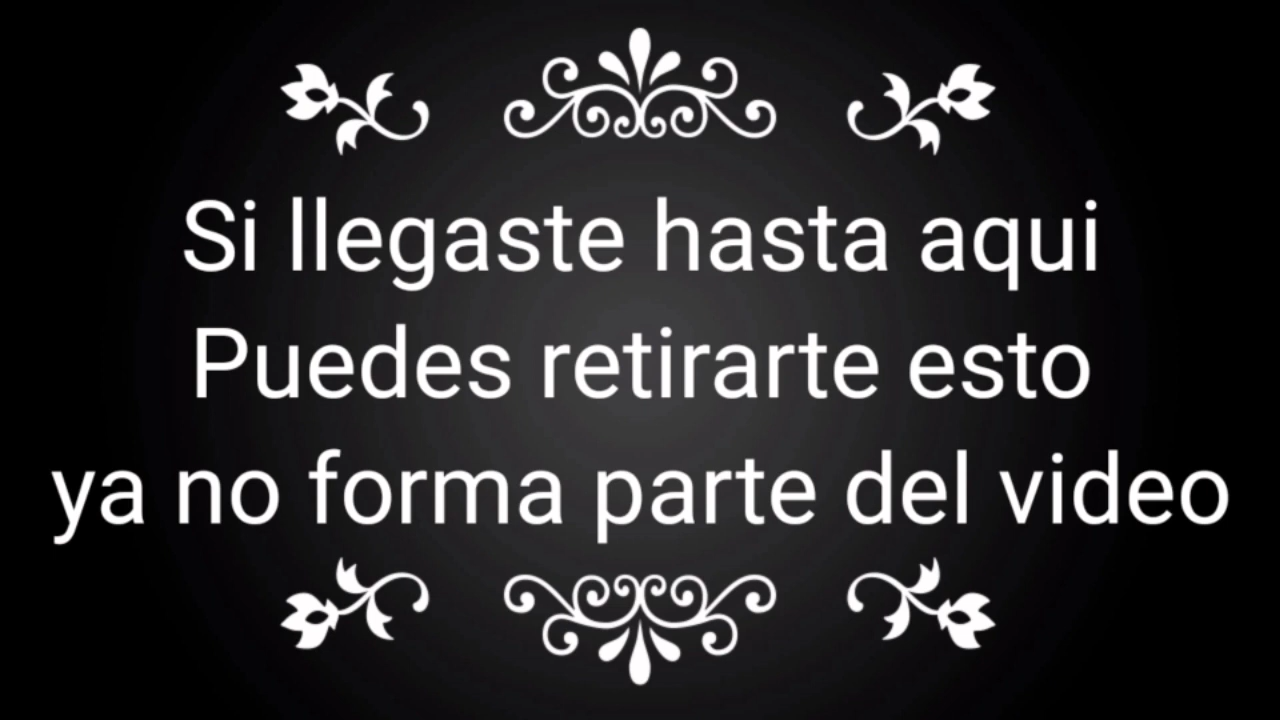 Si llegaste hasta aqui
Puedes retirarte esto
ya no forma parte del video